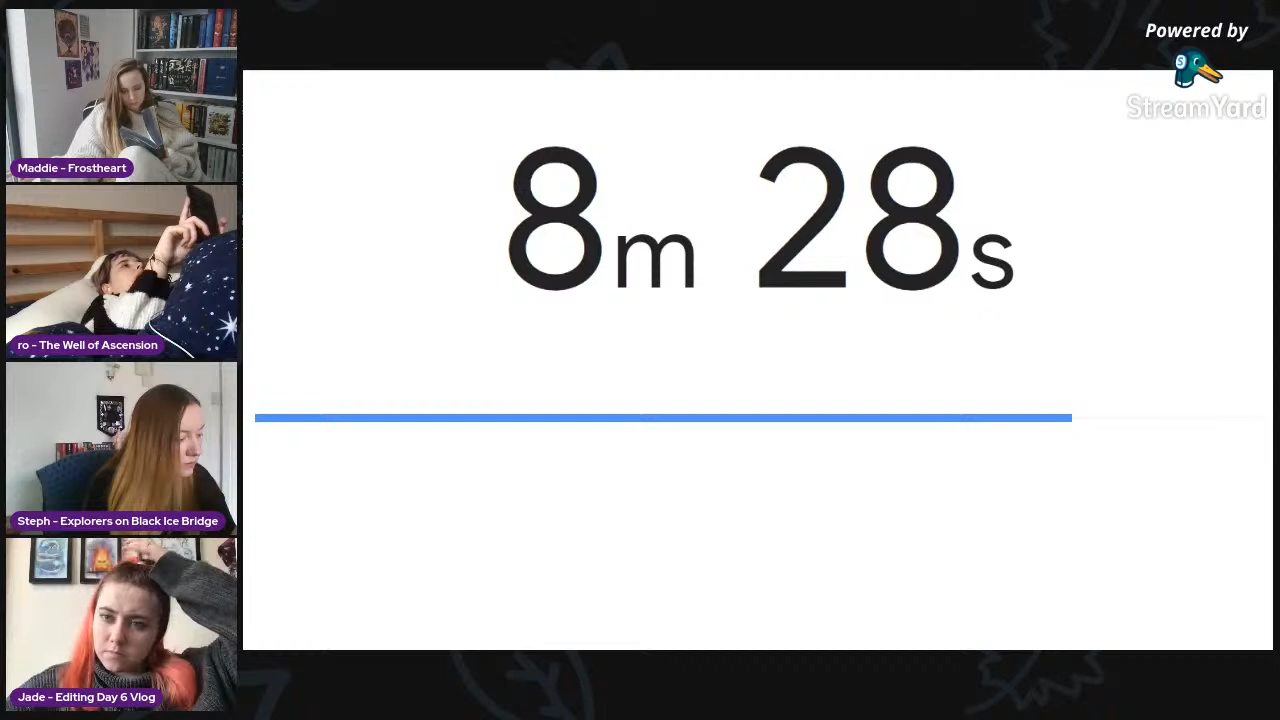 Maddie - Frostheart
ro - The Well of Ascension
Steph - Explorers on Black Ice Bridge
Jade - Editing Day 6 Vlog
8m 28s
Powered by
S
StreamYard